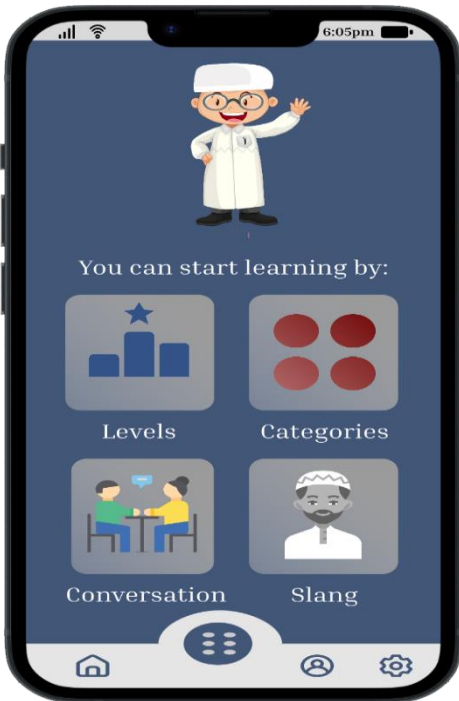 6:05pm
You can start learning by:
Levels Categories
Conversation Slang